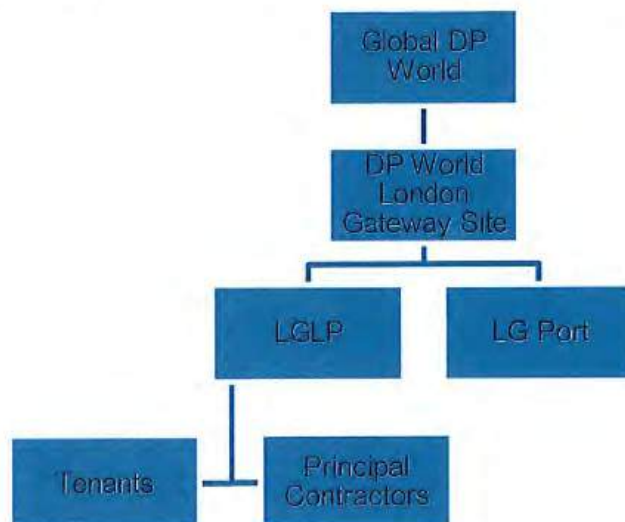 Global DP
World
DP World
London
Gateway Site
LGLP
LG Port
Tenants
Principal
Contractors